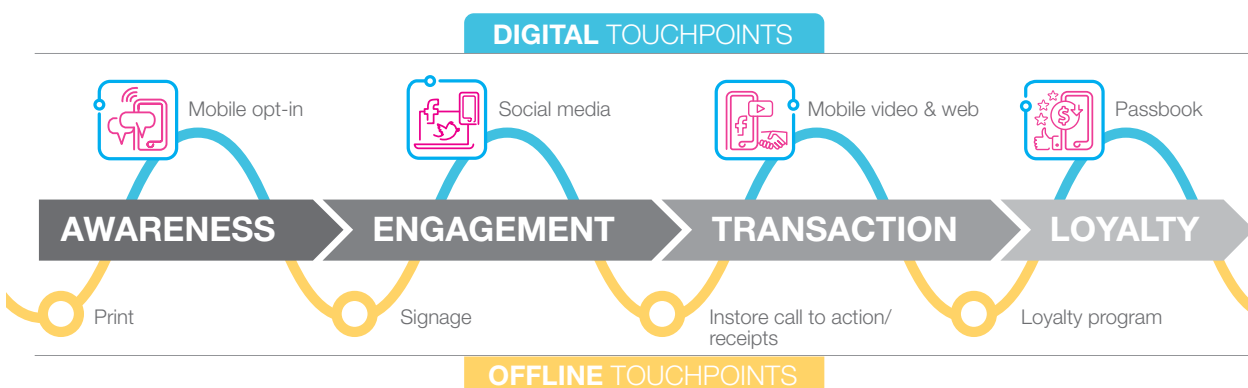 DIGITAL TOUCHPOINTS
Mobile opt-in
Social media
Mobile video & web
Passbook
AWARENESS
ENGAGEMENT
TRANSACTION
LOYALTY
Print
Signage
Instore call to action/
receipts
Loyalty program
OFFLINE TOUCHPOINTS